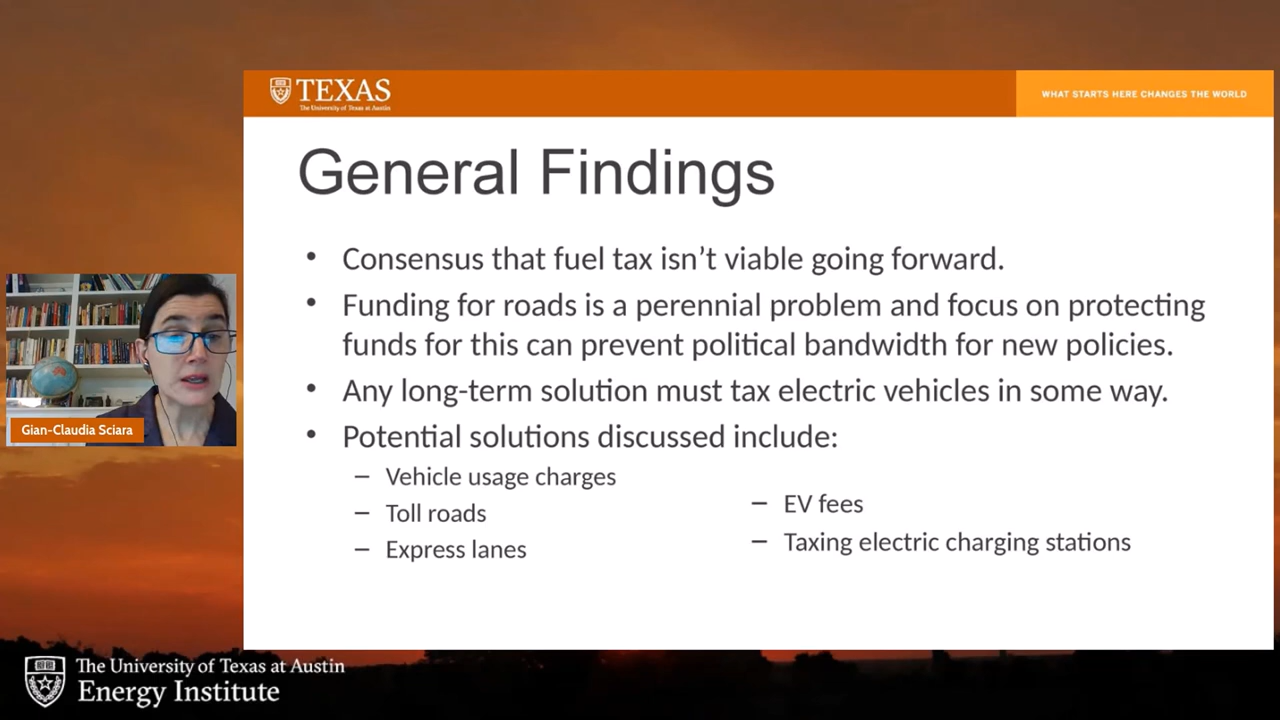 TEXAS
The University of Texas at Austin
WHAT STARTS HERE CHANGES THE WORLD
General Findings
• Consensus that fuel tax isn’t viable going forward.
• Funding for roads is a perennial problem and focus on protecting
funds for this can prevent political bandwidth for new policies.
• Any long-term solution must tax electric vehicles in some way.
• Potential solutions discussed include:
– Vehicle usage charges
– Toll roads
– Express lanes
– EV fees
– Taxing electric charging stations
Gian-Claudia Sciara
The University of Texas at Austin
Energy Institute